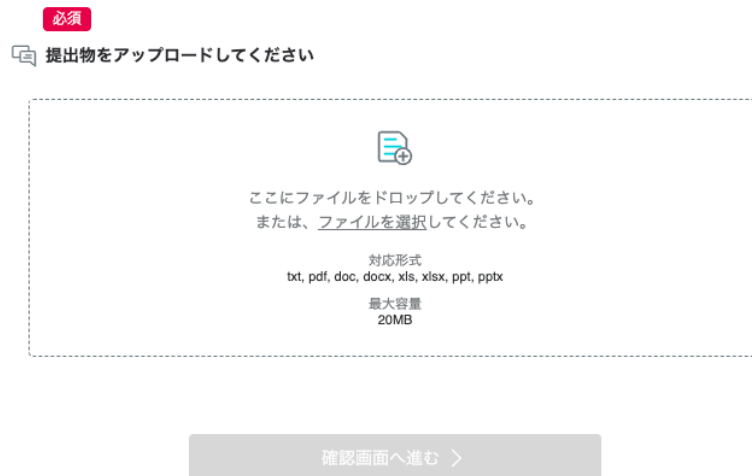 必須
提出物をアップロードしてください
ここにファイルをドロップしてください。
または、ファイルを選択してください。
対応形式
txt, pdf, doc, docx, xls, xlsx, ppt, pptx
最大容量
20MB
確認画面へ進む